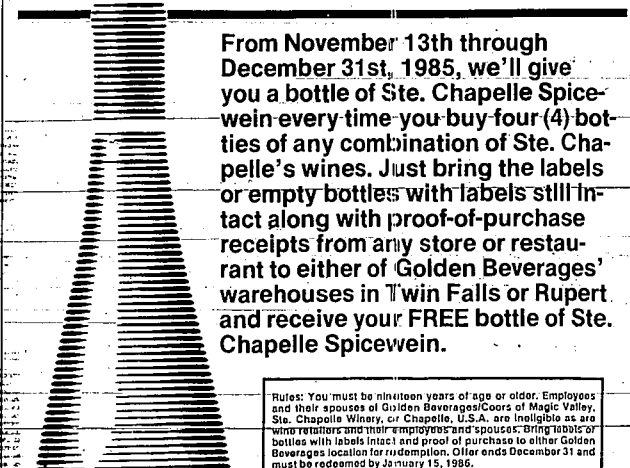 From November 13th through
December 31st, 1985, we'll give
you a bottle of Ste. Chapelle Spice-
wein every time you buy four (4) bot-
tles of any combination of Ste. Cha-
pelle's wines. Just bring the labels
or empty bottles with labels still in-
tact along with proof-of-purchase
receipts from any store or restau-
rant to either of Golden Beverages'
warehouses in Twin Falls or Rupert
and receive your FREE bottle of Ste.
Chapelle Spicewein.
Rules: You must be nineteen years of age or older. Employees
and their spouses of Golden Beverages/Coors of Magic Valley,
Ste. Chapelle Winery, or Chapelle, U.S.A. are ineligible as are
wine retailers and their employees and spouses. Bring labels or
bottles with labels intact and proof of purchase to either Golden
Beverages location for redemption. Offer ends December 31 and
must be redeemed by January 15, 1986.